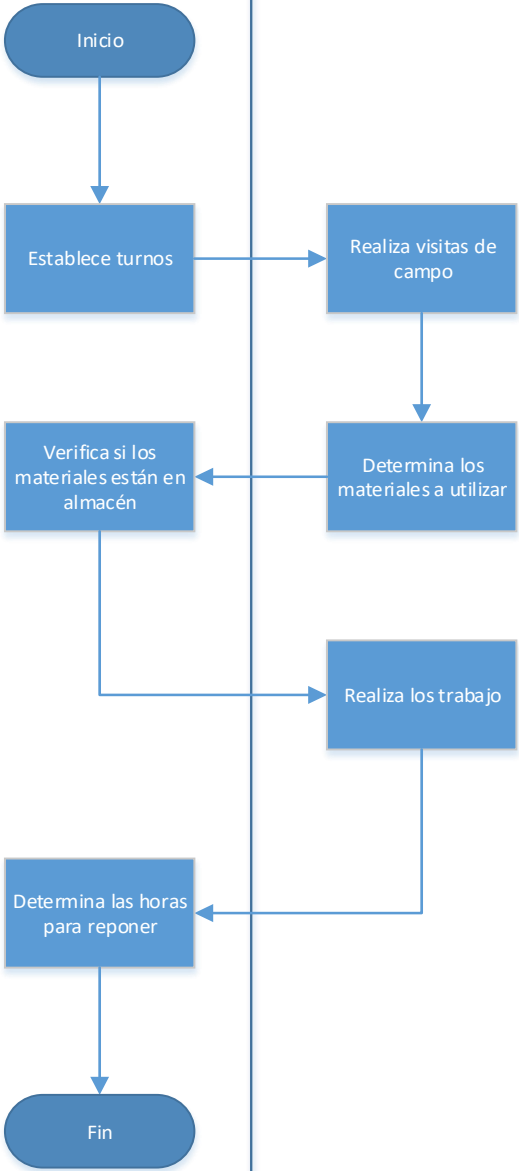 Inicio
Establece turnos
Realiza visitas de
campo
Determina los
materiales a utilizar
Verifica si los
materiales están en
almacén
Realiza los trabajo
Determina las horas
para reponer
Fin